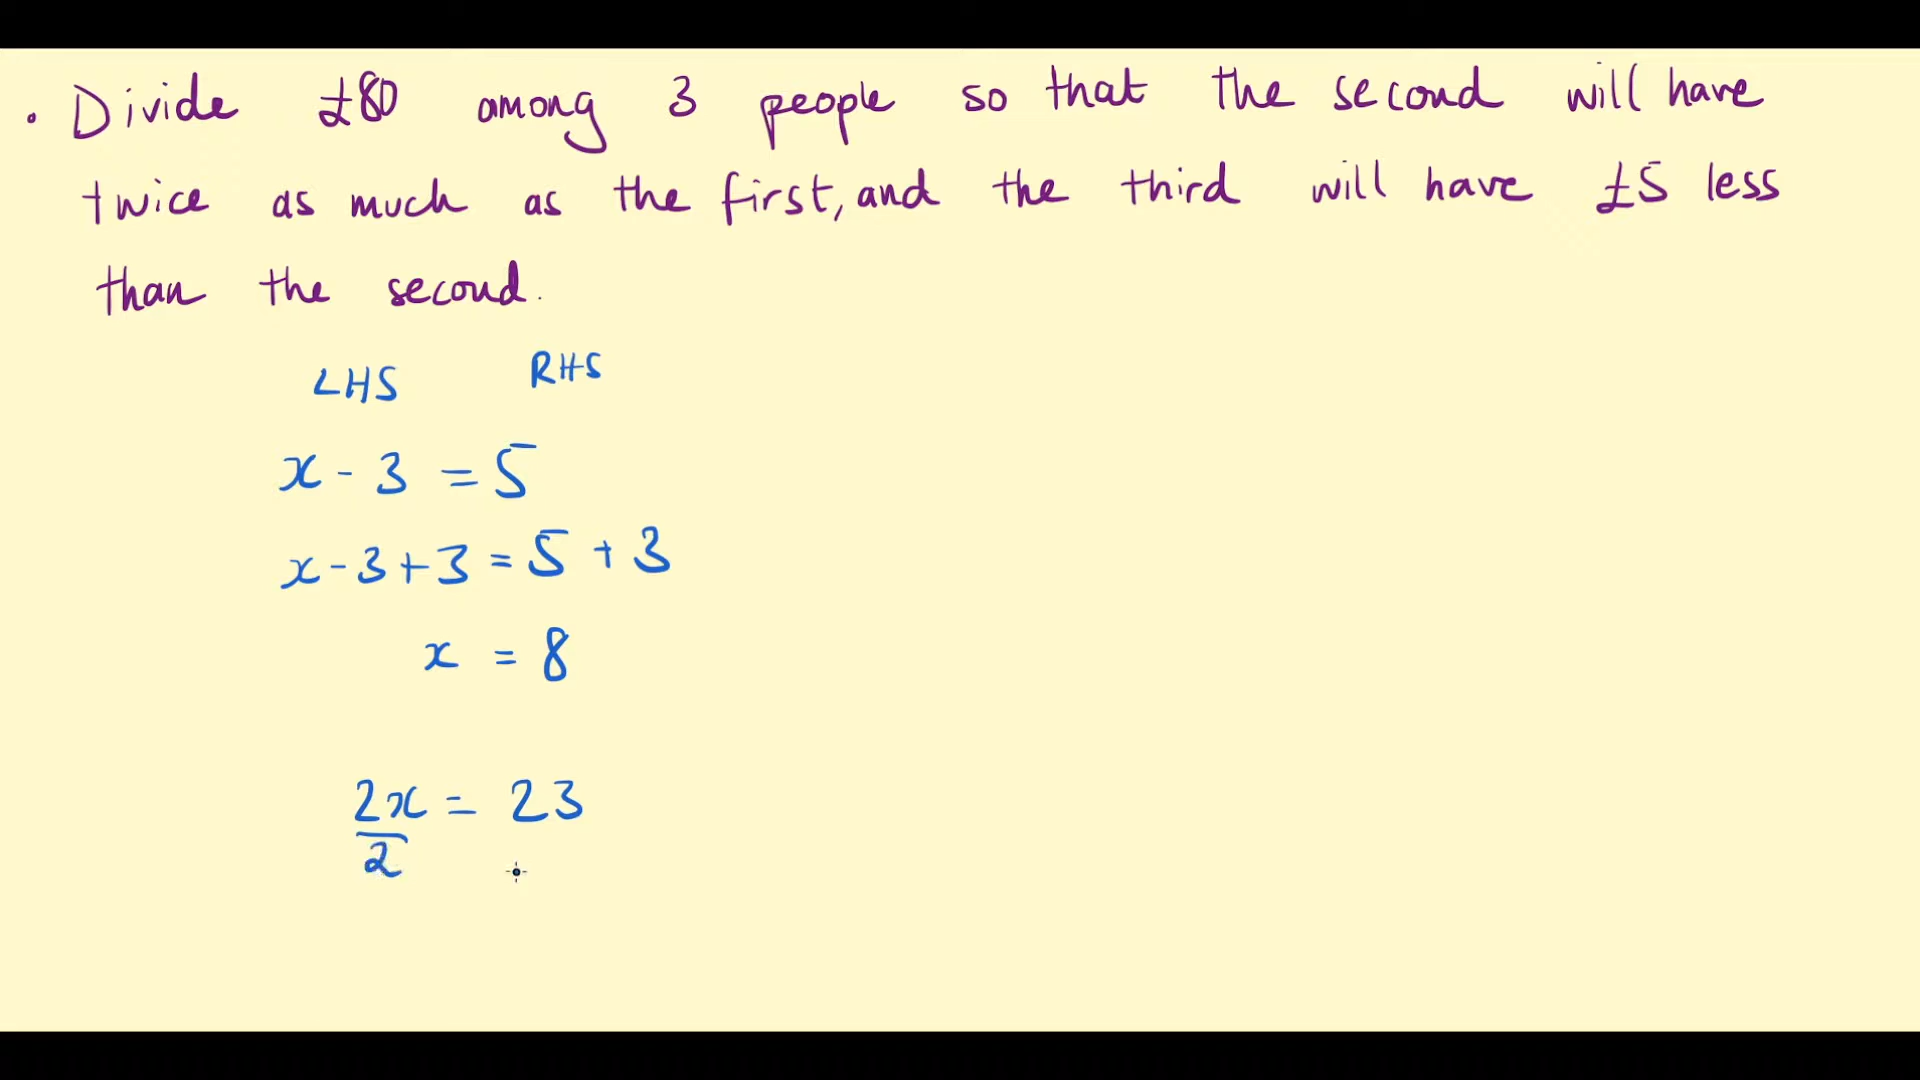 . Divide £80 among 3 people so that the second will have
twice as much as the first, and the third will have £5 less
than the second.
LHS RHS
x - 3 = 5
x - 3 + 3 = 5 + 3
x = 8
2x = 23
2